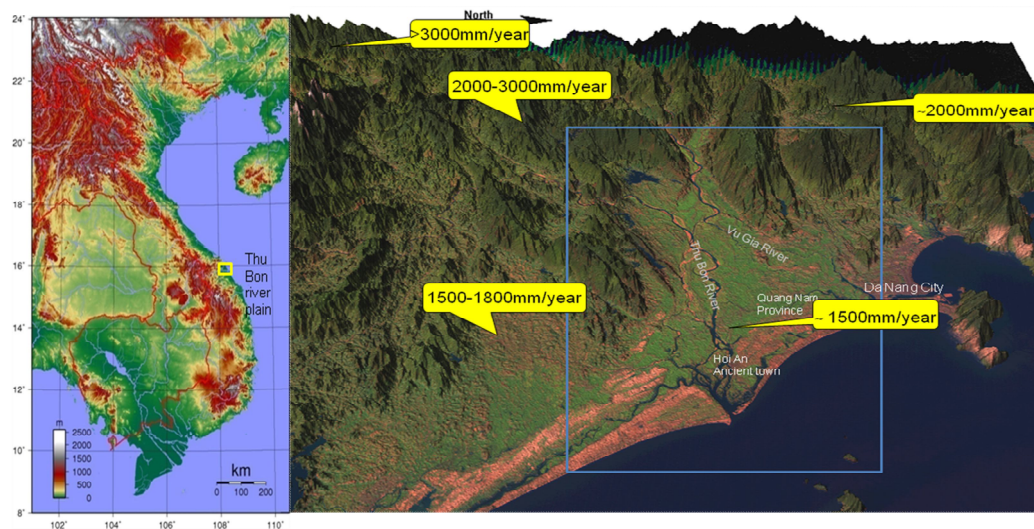 24˚
22˚
20˚
18˚
16˚
14˚
12˚
10˚
8˚
102˚
104˚
106˚
108˚
110˚
Thu
Bon
river
plain
m
2500
2000
1500
1000
500
0
km
0 100 200
North
>3000mm/year
2000-3000mm/year
~2000mm/year
1500-1800mm/year
~ 1500mm/year
Vu Gia River
Thu Bon River
Da Nang City
Quang Nam
Province
Hoi An
Ancient town